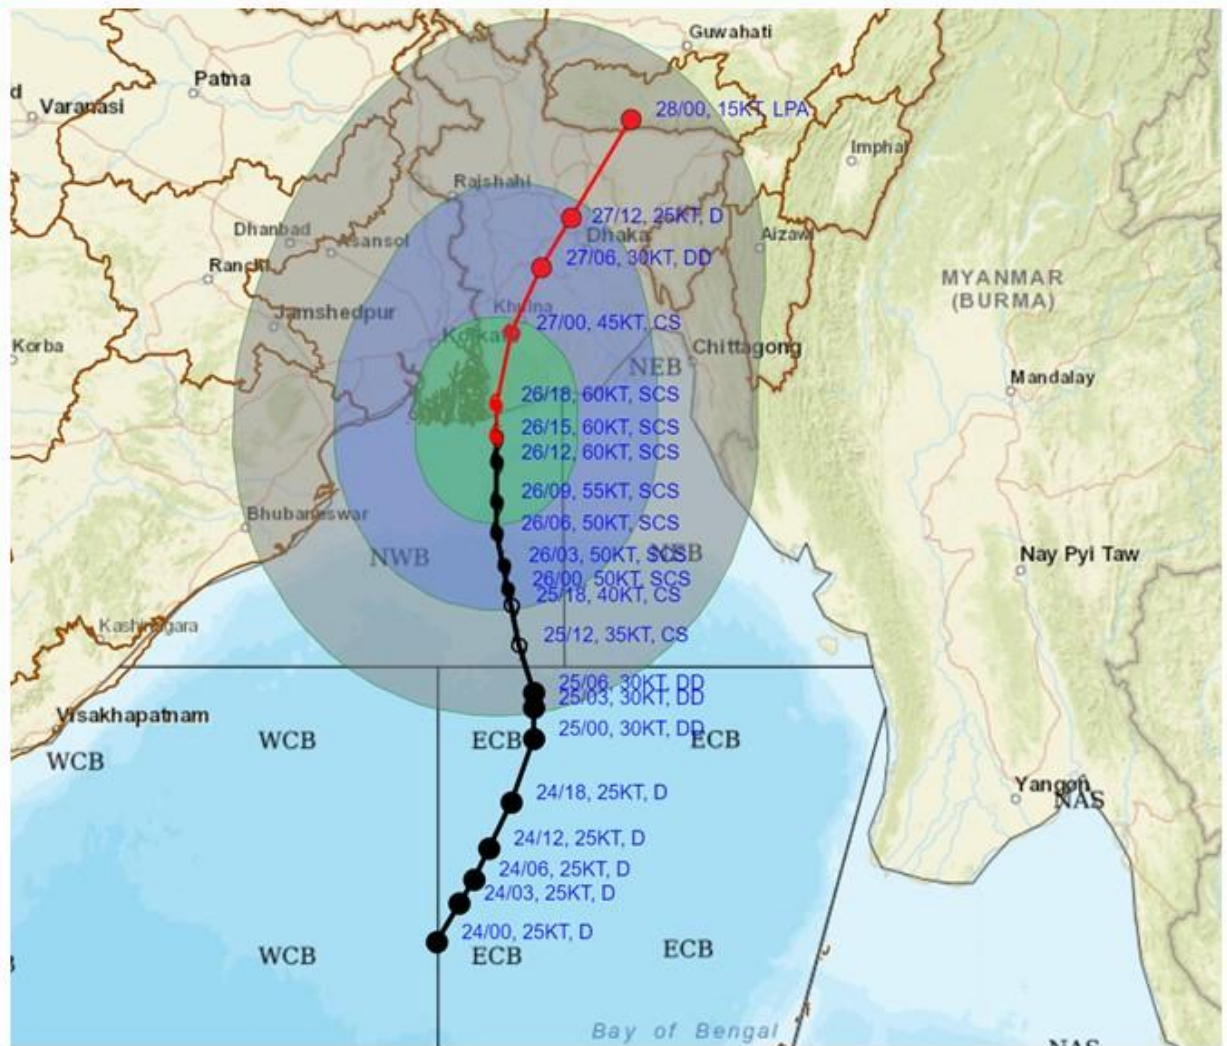 Guwahati
Patna
d
Varanasi
28/00, 15KT, LPA
Imphal
Rajshahi
27/12, 25KT, D
Dhanbad
Asansol
Dhaka
Aizawl
27/06, 30KT, DD
Ranchi
MYANMAR
(BURMA)
Jamshedpur
Khulna
27/00, 45KT, CS
Kolkata
Korba
Chittagong
NEB
Mandalay
26/18, 60KT, SCS
26/15, 60KT, SCS
26/12, 60KT, SCS
26/09, 55KT, SCS
Bhubaneswar
26/06, 50KT, SCS
NWB
26/03, 50KT, SCS
NEB
Nay Pyi Taw
26/00, 50KT, SCS
25/18, 40KT, CS
Kashinagara
25/12, 35KT, CS
25/06, 30KT, DD
25/03, 30KT, DD
Visakhapatnam
25/00, 30KT, DD
WCB
ECB
ECB
WCB
Yangon
24/18, 25KT, D
NAS
24/12, 25KT, D
24/06, 25KT, D
24/03, 25KT, D
24/00, 25KT, D
WCB
ECB
ECB
Bay of Bengal
NAS